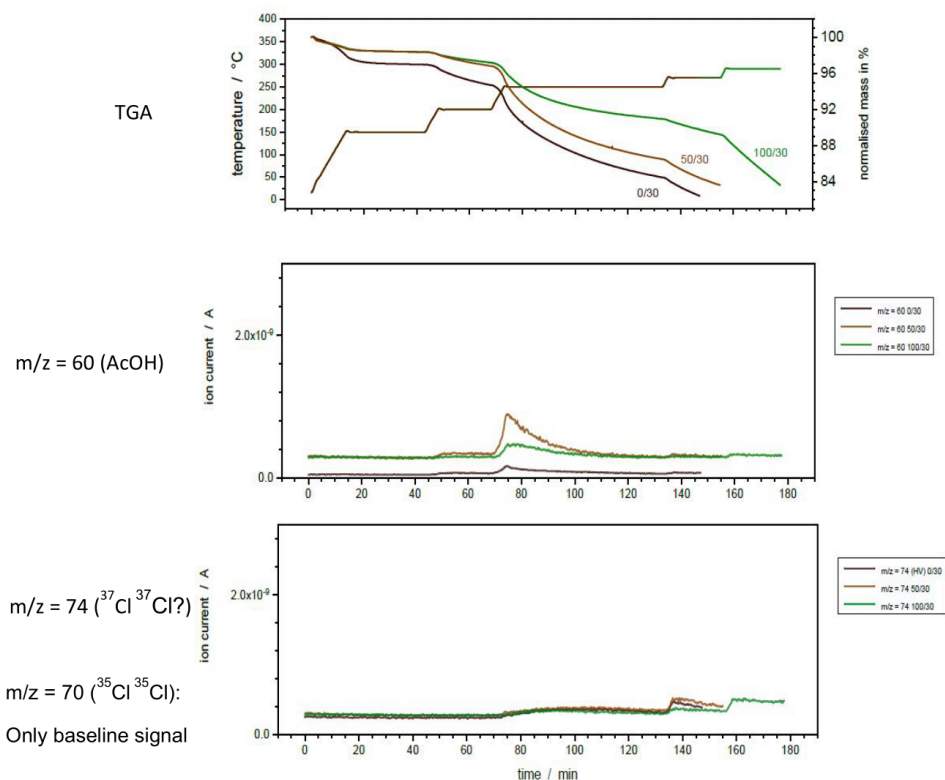 TGA
temperature / °C
400
350
300
250
200
150
100
50
0
100
96
92
88
84
normalised mass in %
50/30
100/30
0/30
m/z = 60 (AcOH)
ion current / A
2.0x10⁻⁹
0.0
0 20 40 60 80 100 120 140 160 180
m/z = 60 0/30
m/z = 60 50/30
m/z = 60 100/30
m/z = 74 (³⁷Cl ³⁷Cl?)
m/z = 70 (³⁵Cl ³⁵Cl):
Only baseline signal
ion current / A
2.0x10⁻⁹
0.0
0 20 40 60 80 100 120 140 160 180
time / min
m/z = 74 (HV) 0/30
m/z = 74 50/30
m/z = 74 100/30